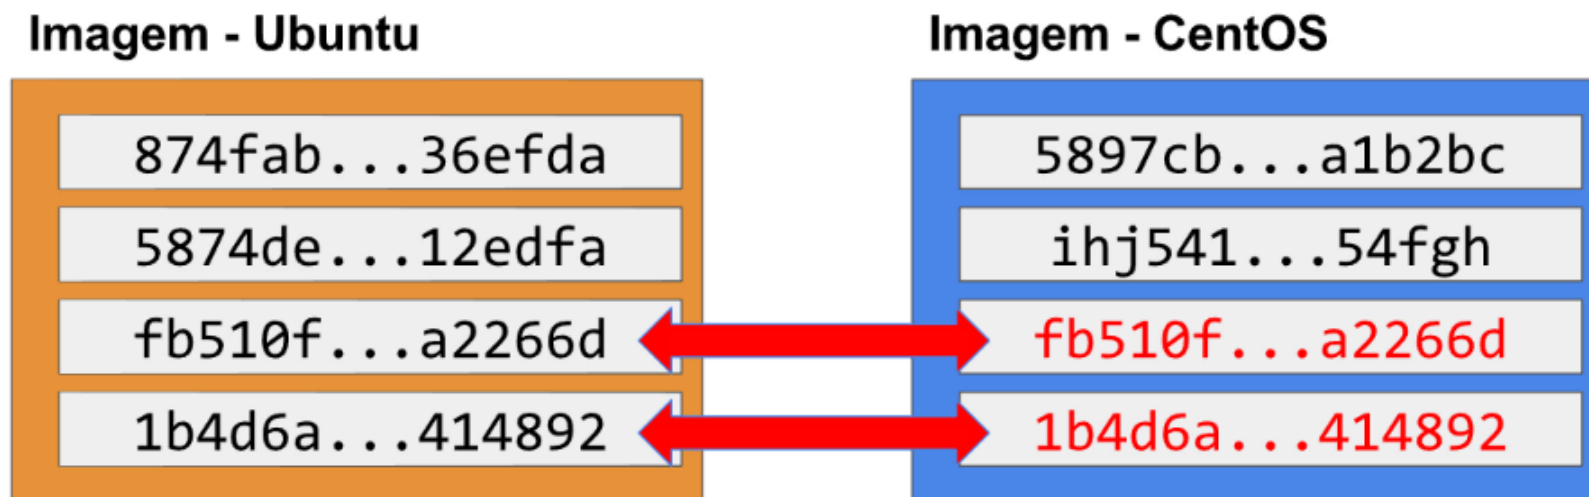 Imagem - Ubuntu
874fab...36efda
5874de...12edfa
fb510f...a2266d
1b4d6a...414892
Imagem - CentOS
5897cb...a1b2bc
ihj541...54fgh
fb510f...a2266d
1b4d6a...414892